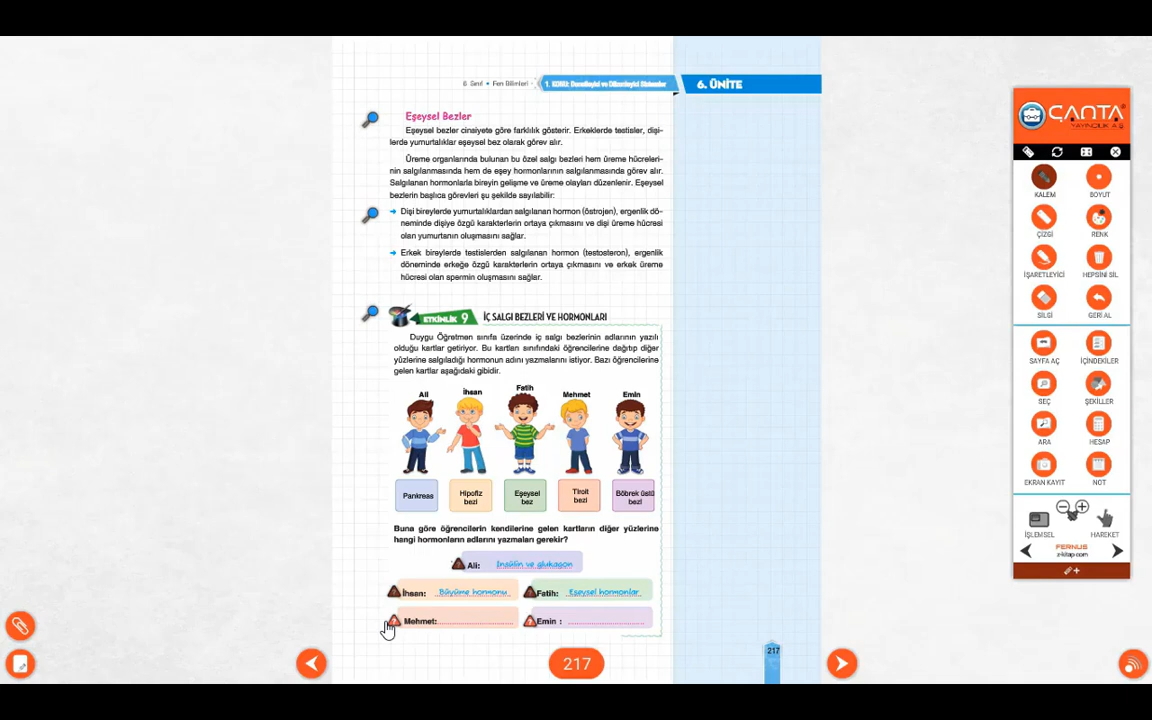 6. Sınıf • Fen Bilimleri
1. KONU: Denetleyici ve Düzenleyici Sistemler
6. ÜNİTE
Eşeysel Bezler
Eşeysel bezler cinsiyete göre farklılık gösterir. Erkeklerde testisler, dişi-
lerde yumurtalıklar eşeysel bez olarak görev alır.
Üreme organlarında bulunan bu özel salgı bezleri hem üreme hücreleri-
nin salgılanmasında hem de eşey hormonlarının salgılanmasında görev alır.
Salgılanan hormonlarla bireyin gelişme ve üreme olayları düzenlenir. Eşeysel
bezlerin başlıca görevleri şu şekilde sayılabilir:
Dişi bireylerde yumurtalıklardan salgılanan hormon (östrojen), ergenlik dö-
neminde dişiye özgü karakterlerin ortaya çıkmasını ve dişi üreme hücresi
olan yumurtanın oluşmasını sağlar.
Erkek bireylerde testislerden salgılanan hormon (testosteron), ergenlik
döneminde erkeğe özgü karakterlerin ortaya çıkmasını ve erkek üreme
hücresi olan spermin oluşmasını sağlar.
ETKİNLİK 9
İÇ SALGI BEZLERİ VE HORMONLARI
Duygu Öğretmen sınıfa üzerinde iç salgı bezlerinin adlarının yazılı
olduğu kartlar getiriyor. Bu kartları sınıfındaki öğrencilerine dağıtıp diğer
yüzlerine salgıladığı hormonun adını yazmalarını istiyor. Bazı öğrencilerine
gelen kartlar aşağıdaki gibidir.
Ali İhsan Fatih Mehmet Emin
Pankreas
Hipofiz
bezi
Eşeysel
bez
Tiroit
bezi
Böbrek üstü
bezi
Buna göre öğrencilerin kendilerine gelen kartların diğer yüzlerine
hangi hormonların adlarını yazmaları gerekir?
Ali: İnsülin ve glukagon
İhsan: Büyüme hormonu
Fatih: Eşeysel hormonlar
Mehmet:
Emin :
217
217
ÇANTA
YAYINCILIK A.Ş.
KALEM
BOYUT
ÇİZGİ
RENK
İŞARETLEYİCİ
HEPSİNİ SİL
SİLGİ
GERİ AL
SAYFA AÇ
İÇİNDEKİLER
SEÇ
ŞEKİLLER
ARA
HESAP
EKRAN KAYIT
NOT
İŞLEMSEL
HAREKET
FERNUS
z-kitap.com